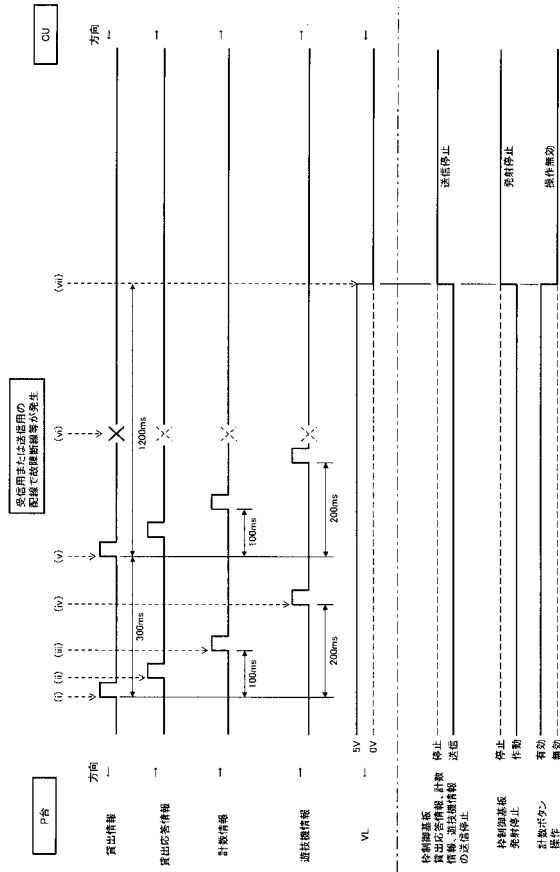 P台
CU
方向
方向
受信用または送信用の
配線で故障断線等が発生
(i)
(ii)
(iii)
(iv)
(v)
(vi)
(vii)
貸出情報
←
←
貸出応答情報
→
→
計数情報
→
→
遊技機情報
→
→
VL
←
←
300ms
1200ms
100ms
100ms
200ms
200ms
5V
0V
枠制御基板
貸出応答情報、計数
情報、遊技機情報
の送信停止
停止
送信
送信停止
枠制御基板
発射停止
停止
作動
発射停止
計数ボタン
操作
有効
無効
操作無効